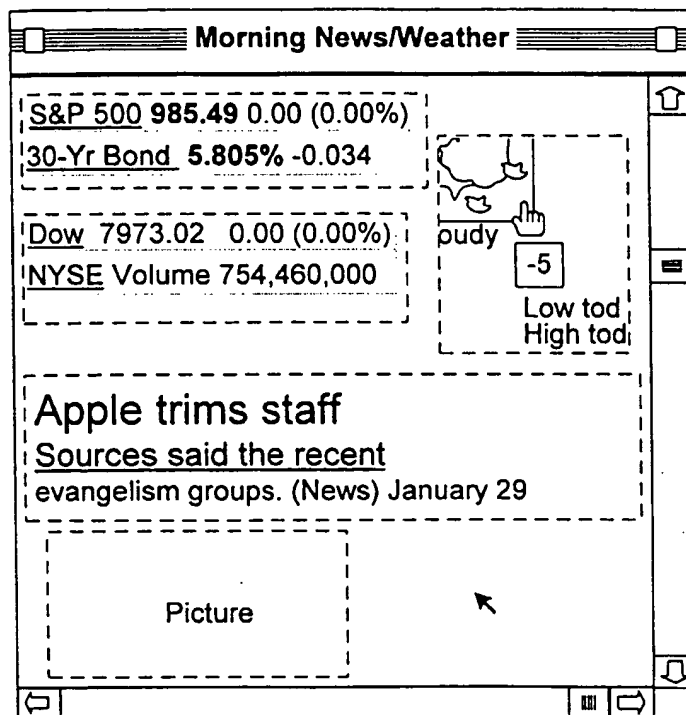 Morning News/Weather
S&P 500 985.49 0.00 (0.00%)
30-Yr Bond 5.805% -0.034
Dow 7973.02 0.00 (0.00%)
NYSE Volume 754,460,000
oudy
-5
Low tod
High tod
Apple trims staff
Sources said the recent
evangelism groups. (News) January 29
Picture